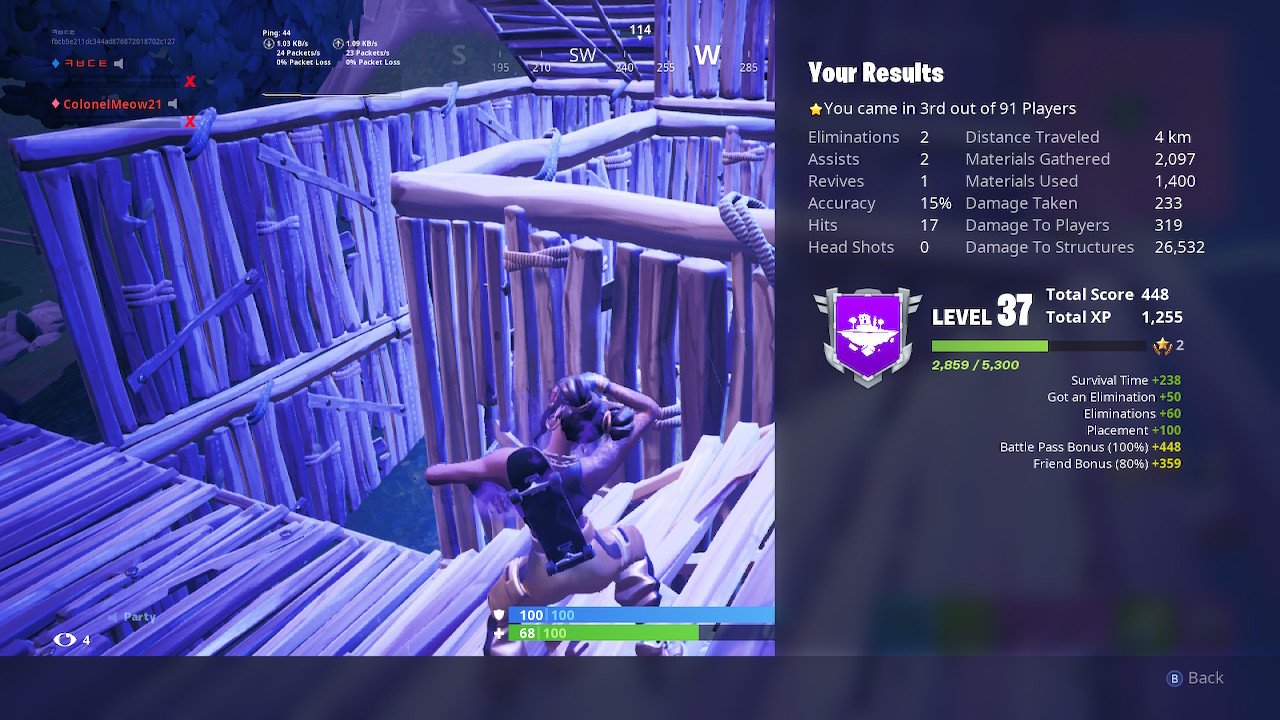 ㅋㅂㄷㅌ
Ping: 44
1.03 KB/s 1.09 KB/s
24 Packets/s 23 Packets/s
0% Packet Loss 0% Packet Loss
ㅋㅂㄷㅌ
X
ColonelMeow21
X
114
S SW W
195 210 240 255 285
Party
4
100 100
68 100
Your Results
You came in 3rd out of 91 Players
Eliminations 2 Distance Traveled 4 km
Assists 2 Materials Gathered 2,097
Revives 1 Materials Used 1,400
Accuracy 15% Damage Taken 233
Hits 17 Damage To Players 319
Head Shots 0 Damage To Structures 26,532
LEVEL 37
Total Score 448
Total XP 1,255
2
2,859 / 5,300
Survival Time +238
Got an Elimination +50
Eliminations +60
Placement +100
Battle Pass Bonus (100%) +448
Friend Bonus (80%) +359
B Back